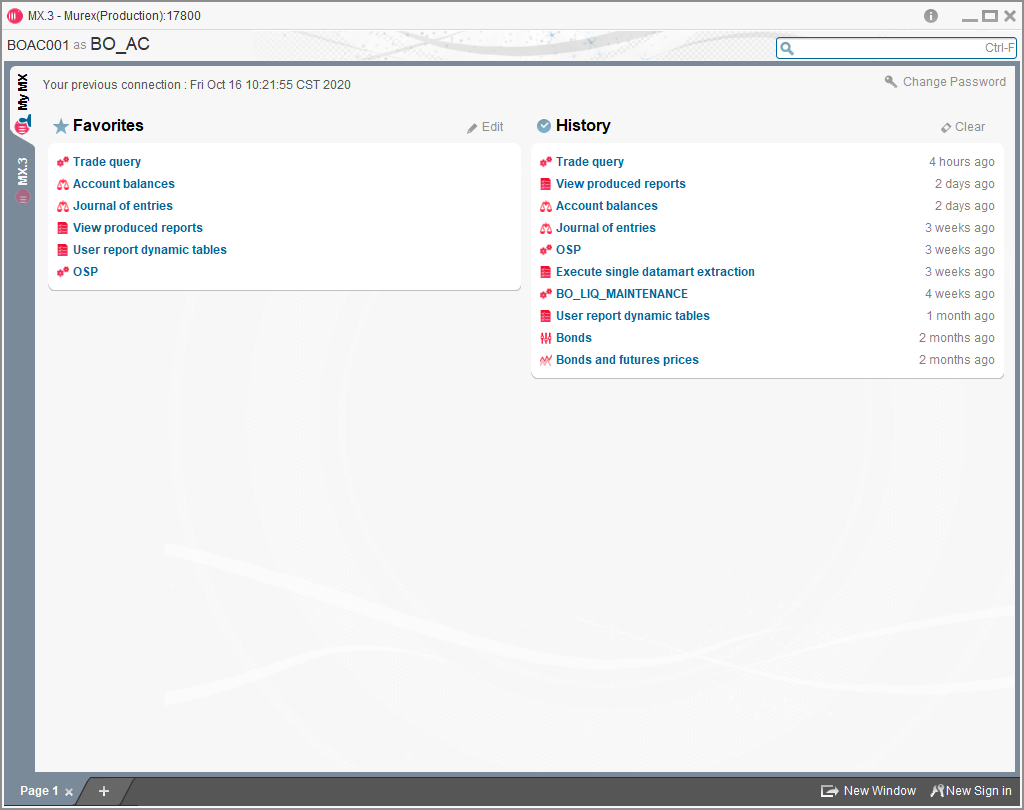 MX.3 - Murex(Production):17800
BOAC001 as BO_AC
Ctrl-F
My MX
MX.3
Your previous connection : Fri Oct 16 10:21:55 CST 2020
Change Password
Favorites
Edit
Trade query
Account balances
Journal of entries
View produced reports
User report dynamic tables
OSP
History
Clear
Trade query 4 hours ago
View produced reports 2 days ago
Account balances 2 days ago
Journal of entries 3 weeks ago
OSP 3 weeks ago
Execute single datamart extraction 3 weeks ago
BO_LIQ_MAINTENANCE 4 weeks ago
User report dynamic tables 1 month ago
Bonds 2 months ago
Bonds and futures prices 2 months ago
Page 1
New Window
New Sign in